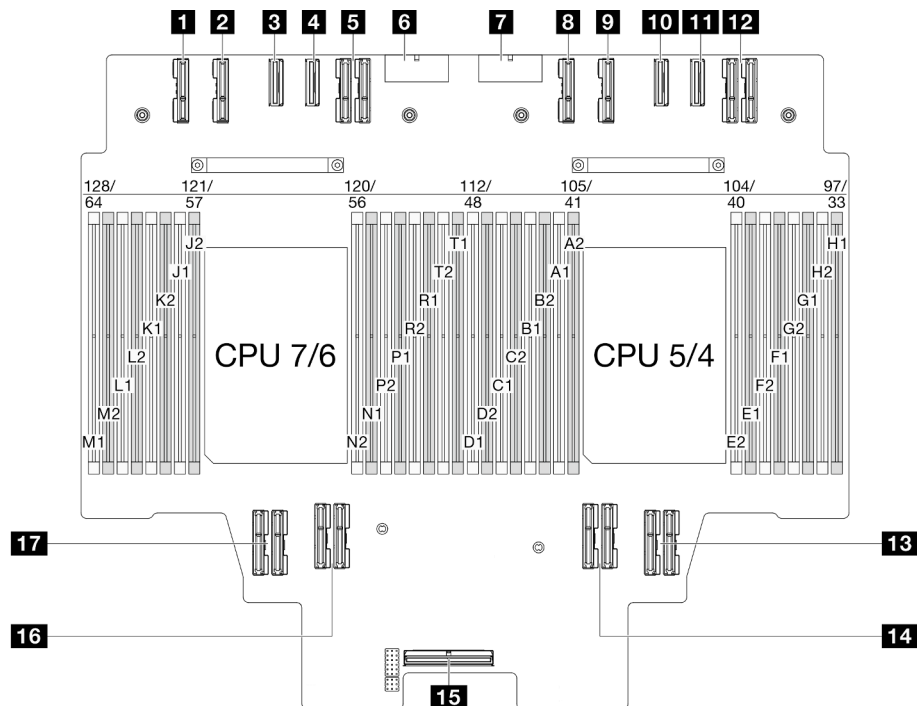 1 2 3 4 5 6 7 8 9 10 11 12
128/ 121/ 120/ 112/ 105/ 104/ 97/
64 57 56 48 41 40 33
J2 T1 A2 H1
J1 T2 A1 H2
K2 R1 B2 G1
K1 R2 B1 G2
CPU 7/6 CPU 5/4
L2 P1 C2 F1
L1 P2 C1 F2
M2 N1 D2 E1
M1 N2 D1 E2
17 13
16 14
15